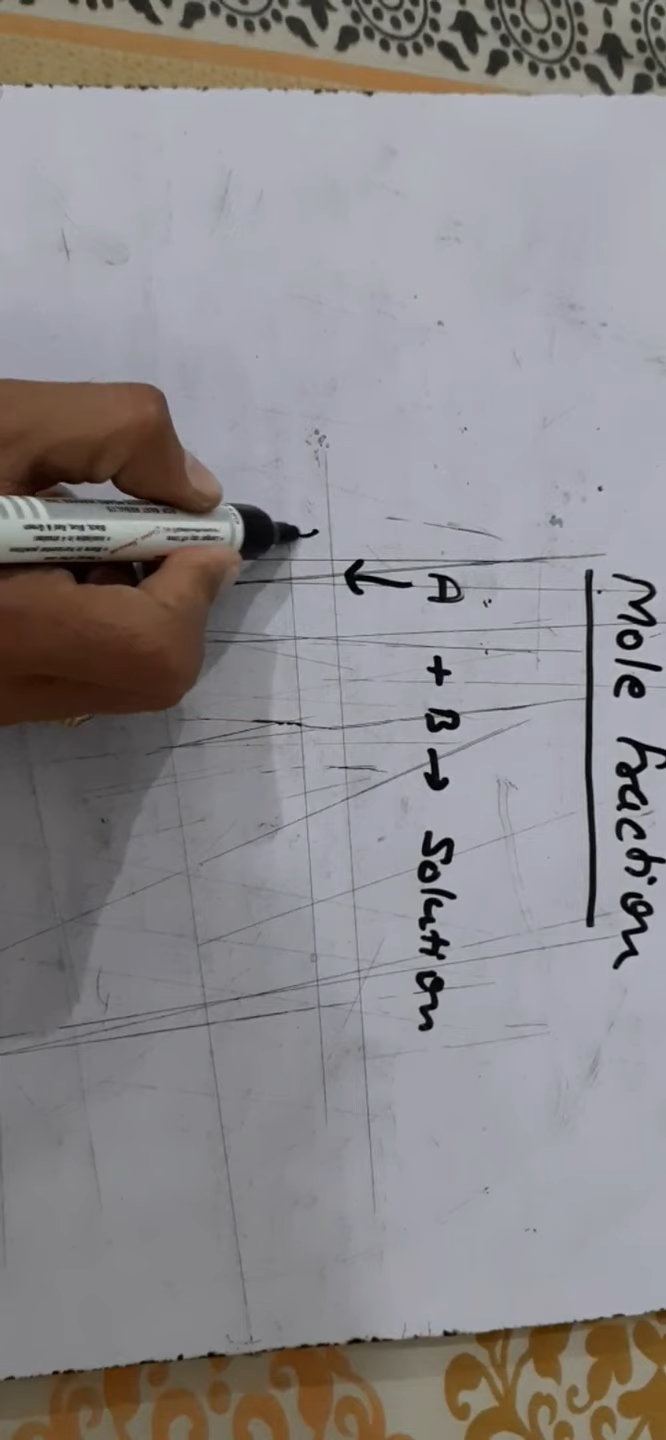 Mole fraction
A + B → Solution
↓